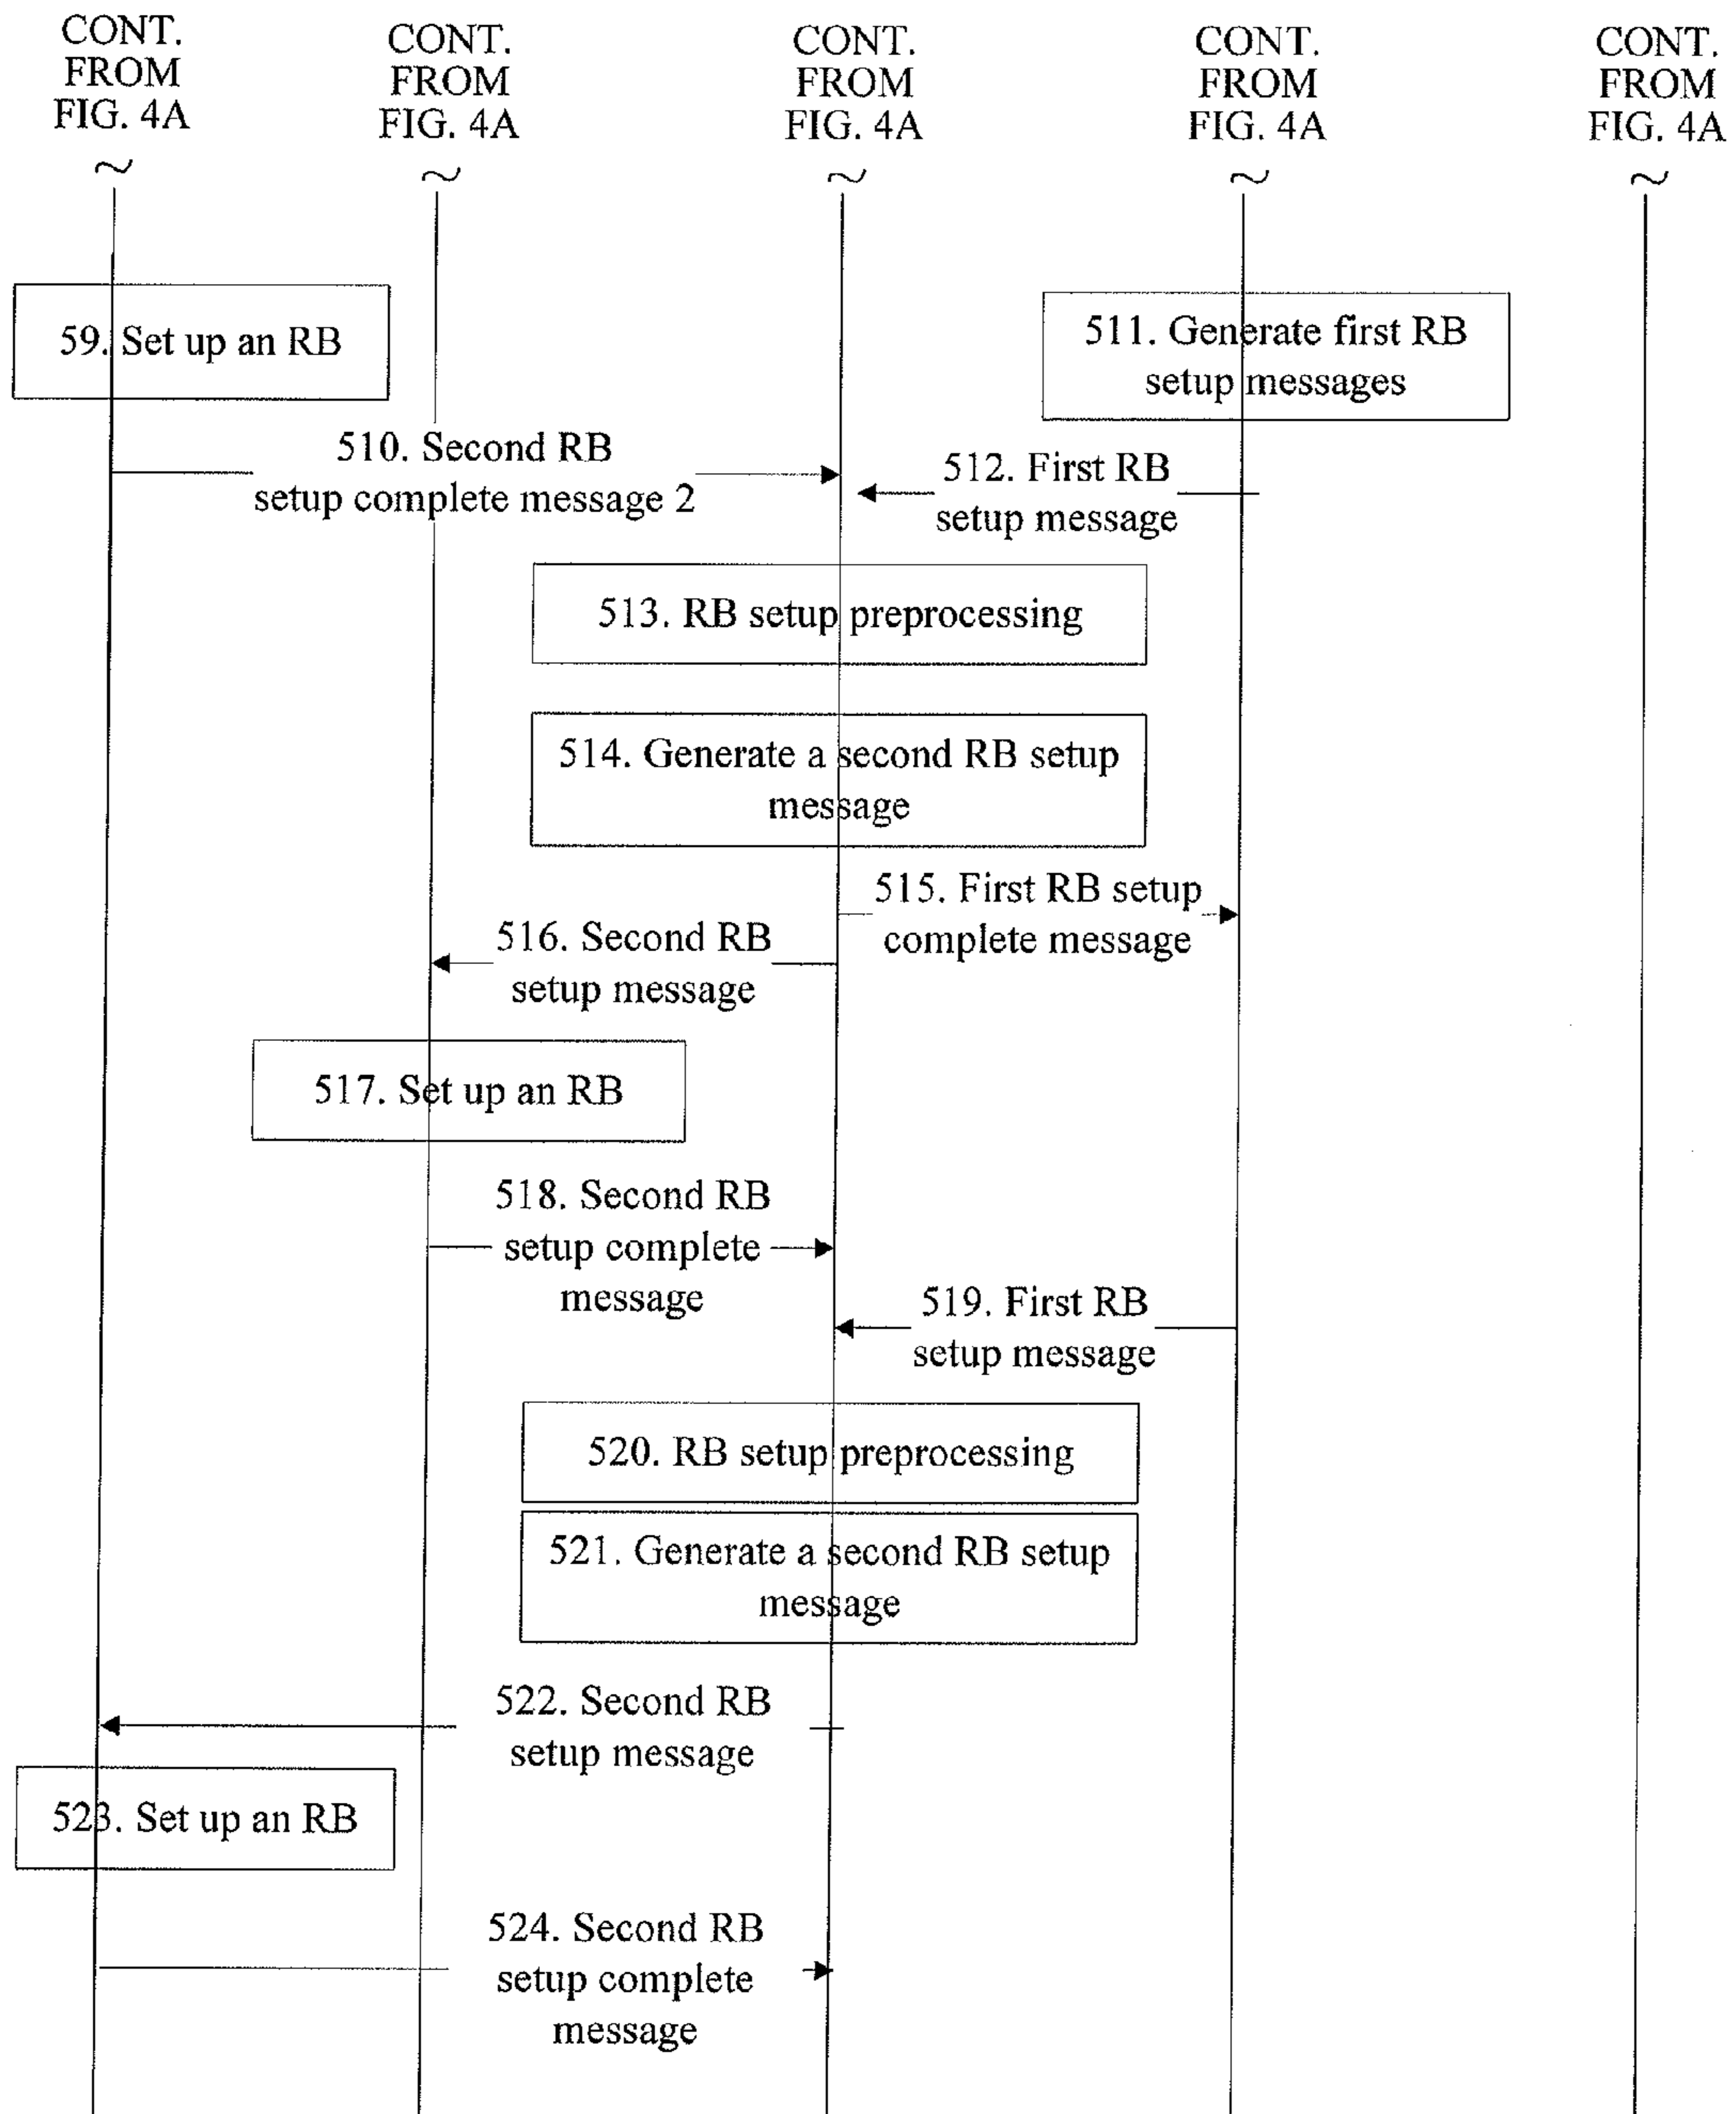 CONT.
FROM
FIG. 4A
CONT.
FROM
FIG. 4A
CONT.
FROM
FIG. 4A
CONT.
FROM
FIG. 4A
CONT.
FROM
FIG. 4A
59. Set up an RB
511. Generate first RB
setup messages
510. Second RB
setup complete message 2
512. First RB
setup message
513. RB setup preprocessing
514. Generate a second RB setup
message
515. First RB setup
complete message
516. Second RB
setup message
517. Set up an RB
518. Second RB
setup complete
message
519. First RB
setup message
520. RB setup preprocessing
521. Generate a second RB setup
message
522. Second RB
setup message
523. Set up an RB
524. Second RB
setup complete
message